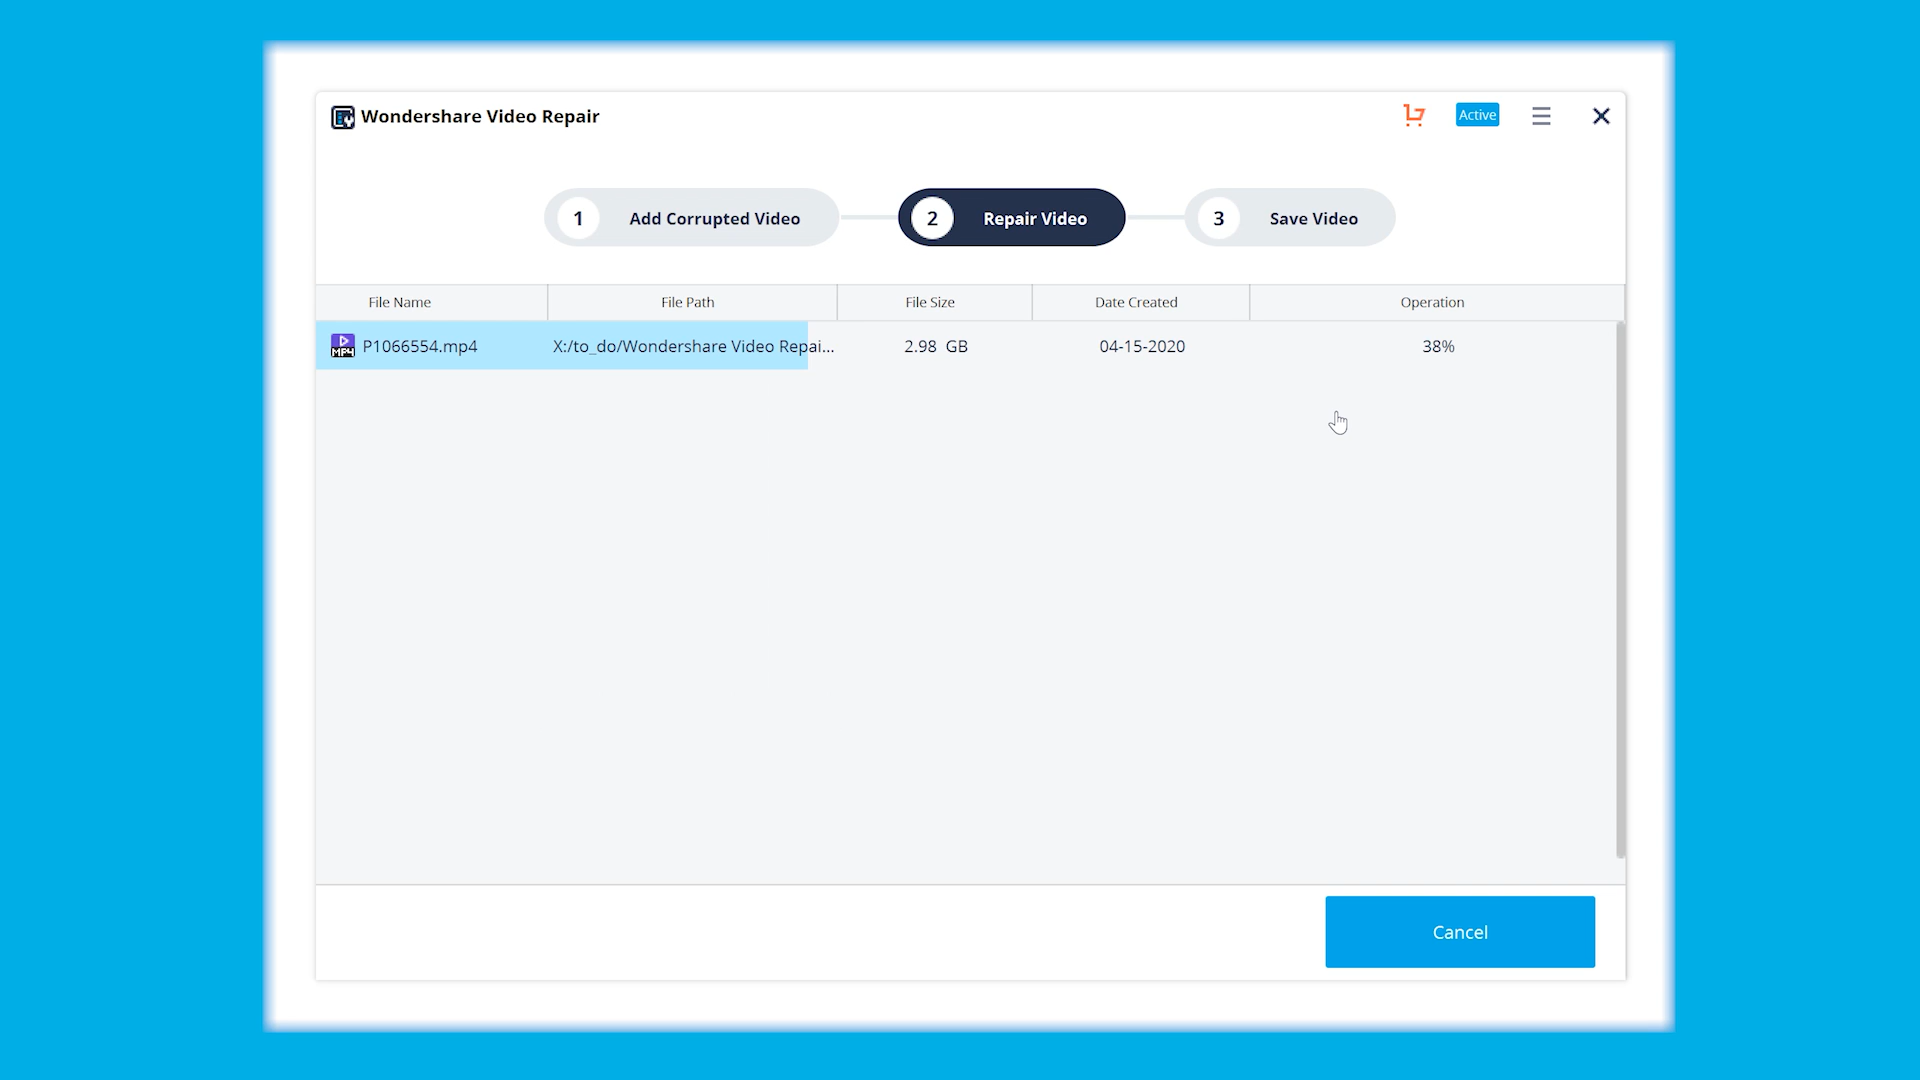 Wondershare Video Repair
Active
1 Add Corrupted Video
2 Repair Video
3 Save Video
File Name File Path File Size Date Created Operation
MP4 P1066554.mp4 X:/to_do/Wondershare Video Repai... 2.98 GB 04-15-2020 38%
Cancel